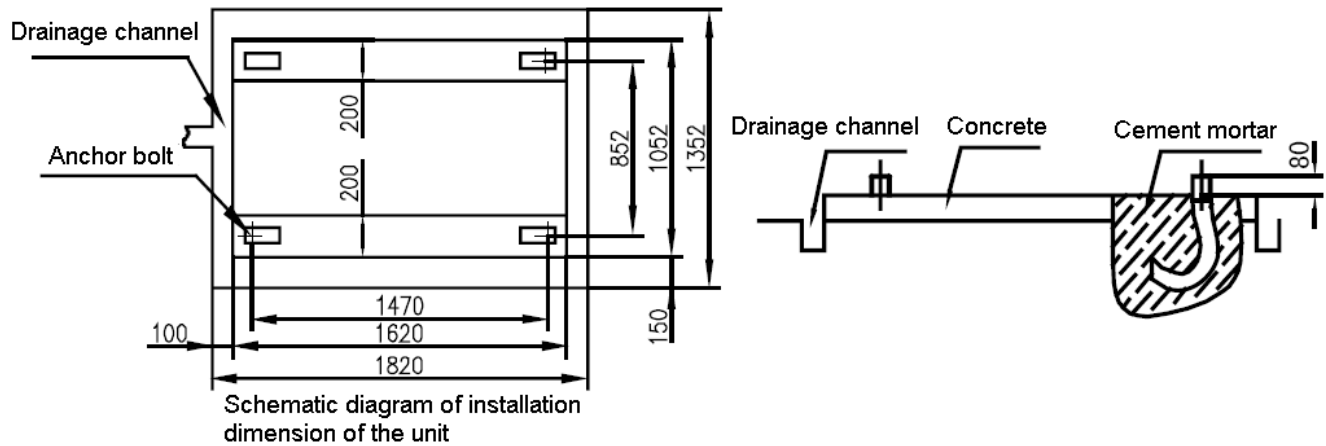 Drainage channel
Anchor bolt
200
200
852
1052
1352
150
1470
100
1620
1820
Schematic diagram of installation
dimension of the unit
Drainage channel
Concrete
Cement mortar
80